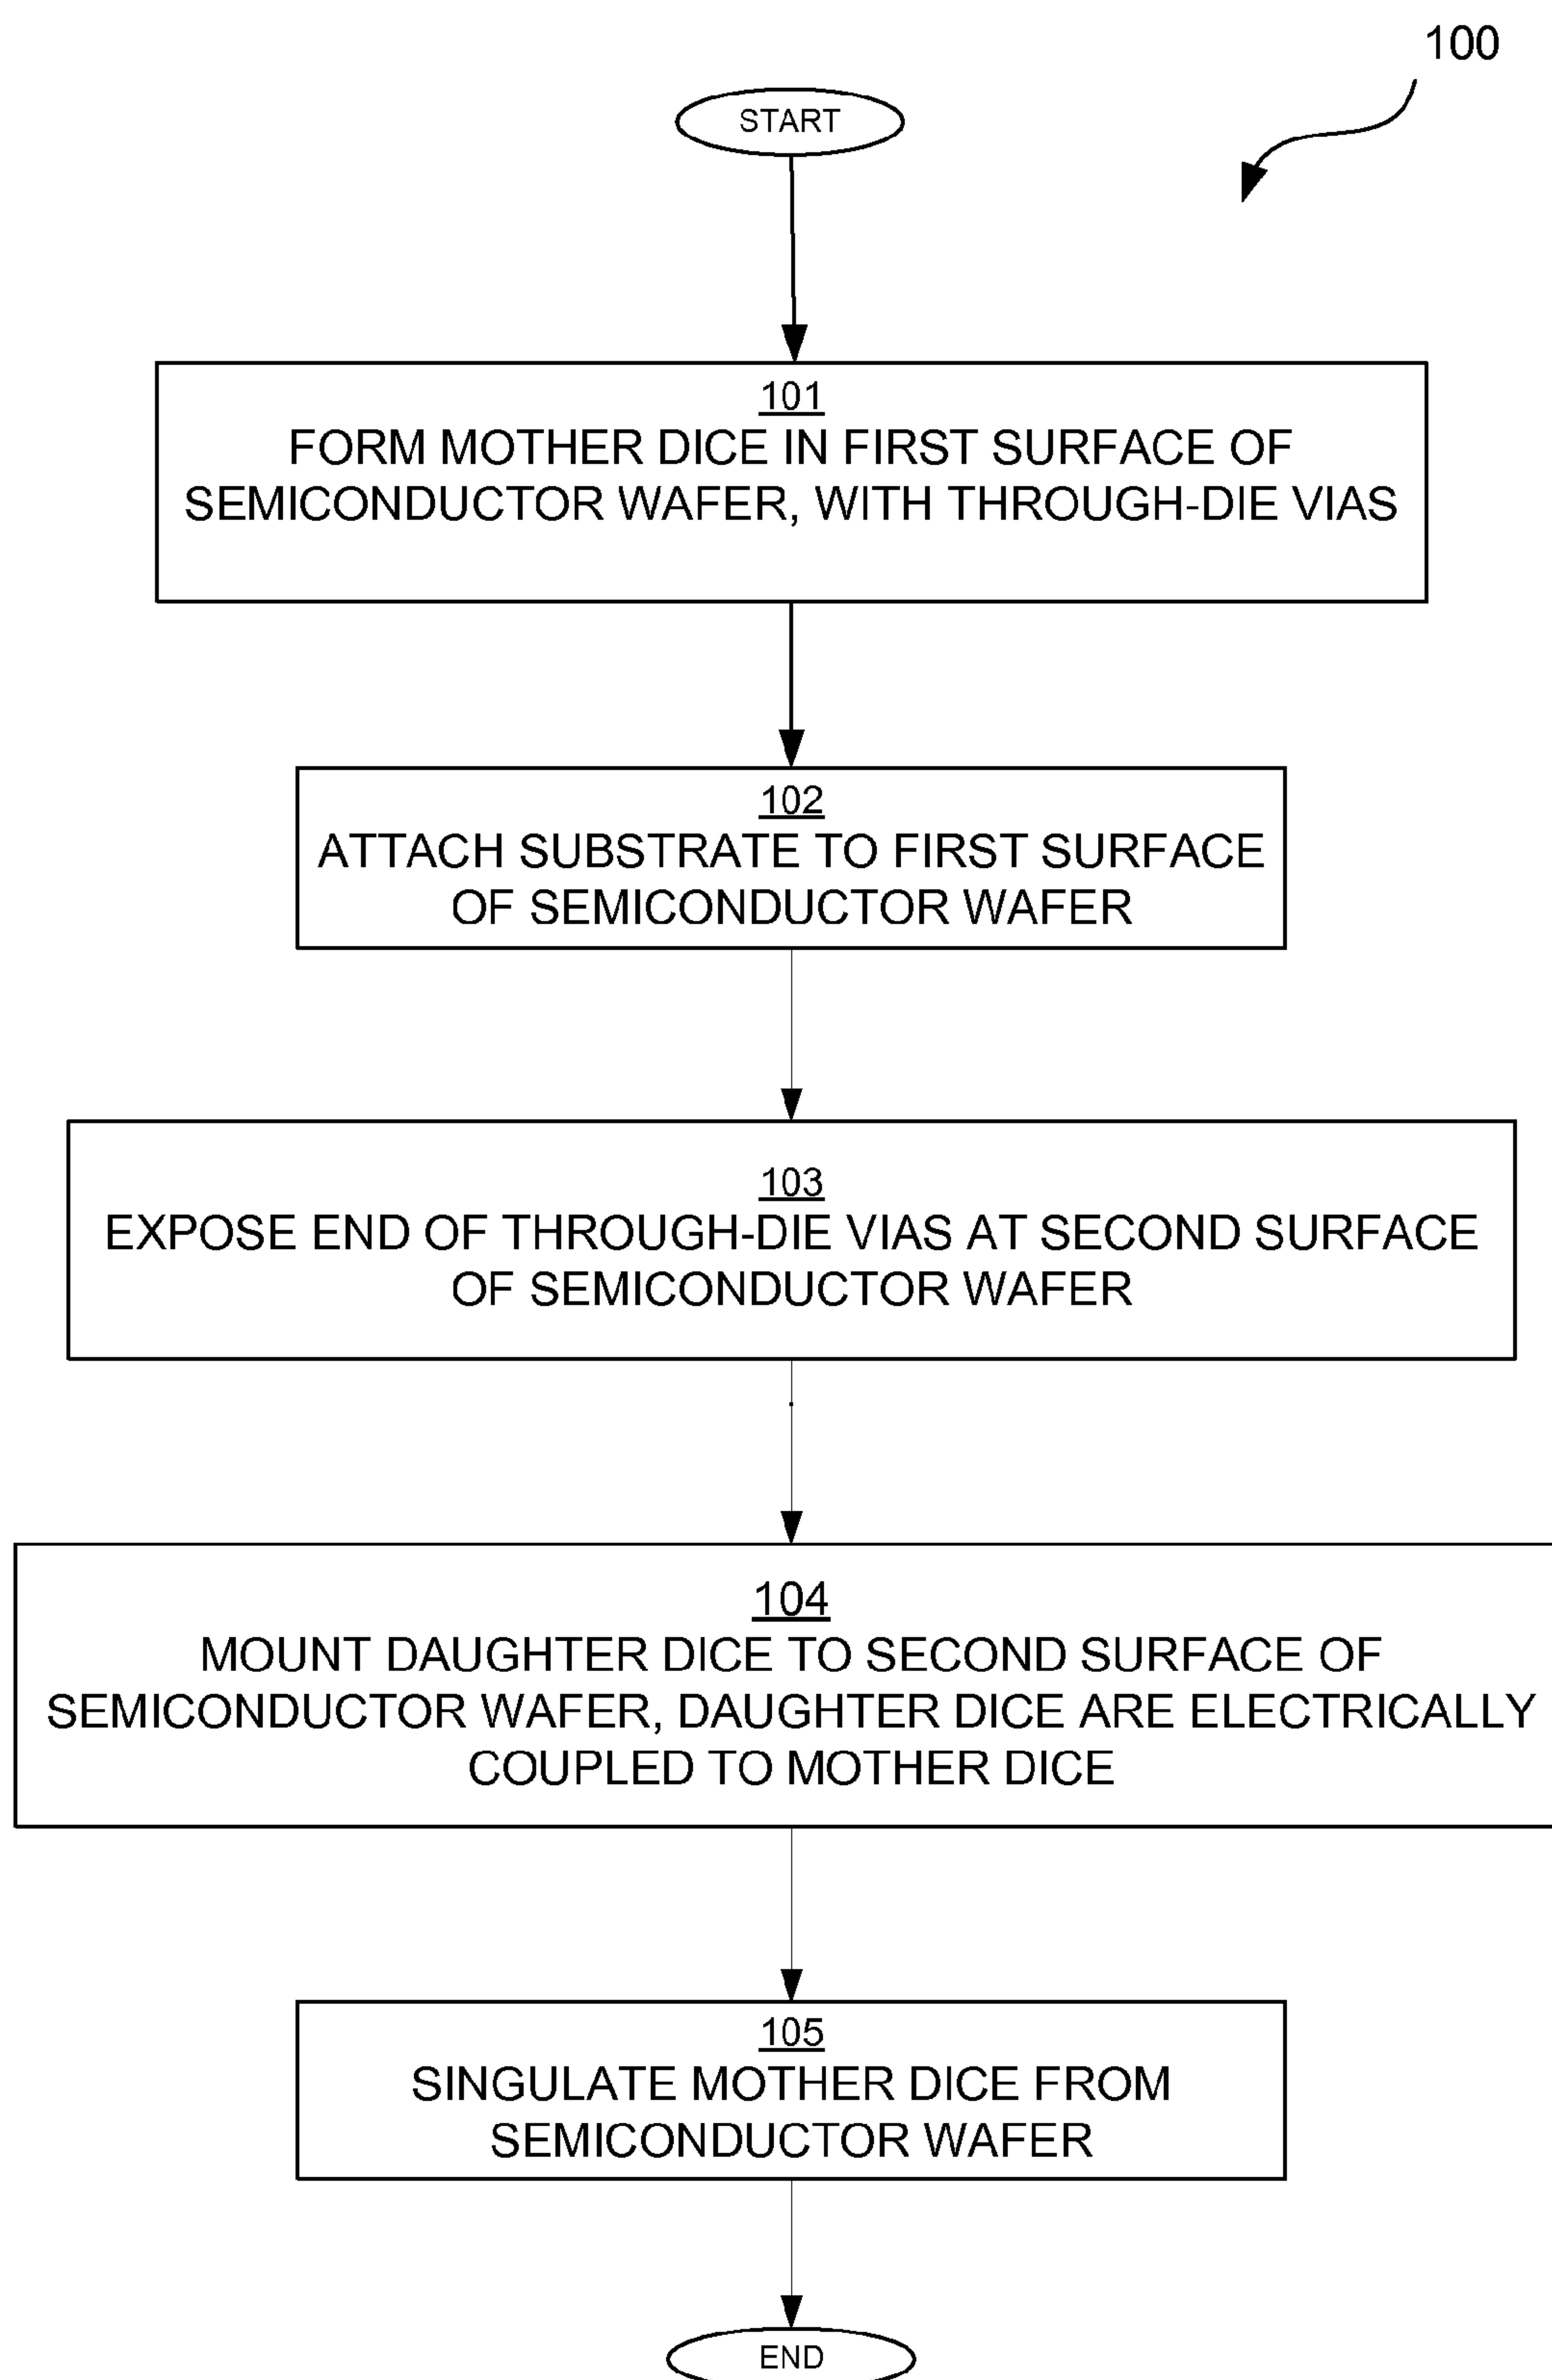 100
START
101
FORM MOTHER DICE IN FIRST SURFACE OF
SEMICONDUCTOR WAFER, WITH THROUGH-DIE VIAS
102
ATTACH SUBSTRATE TO FIRST SURFACE
OF SEMICONDUCTOR WAFER
103
EXPOSE END OF THROUGH-DIE VIAS AT SECOND SURFACE
OF SEMICONDUCTOR WAFER
104
MOUNT DAUGHTER DICE TO SECOND SURFACE OF
SEMICONDUCTOR WAFER, DAUGHTER DICE ARE ELECTRICALLY
COUPLED TO MOTHER DICE
105
SINGULATE MOTHER DICE FROM
SEMICONDUCTOR WAFER
END